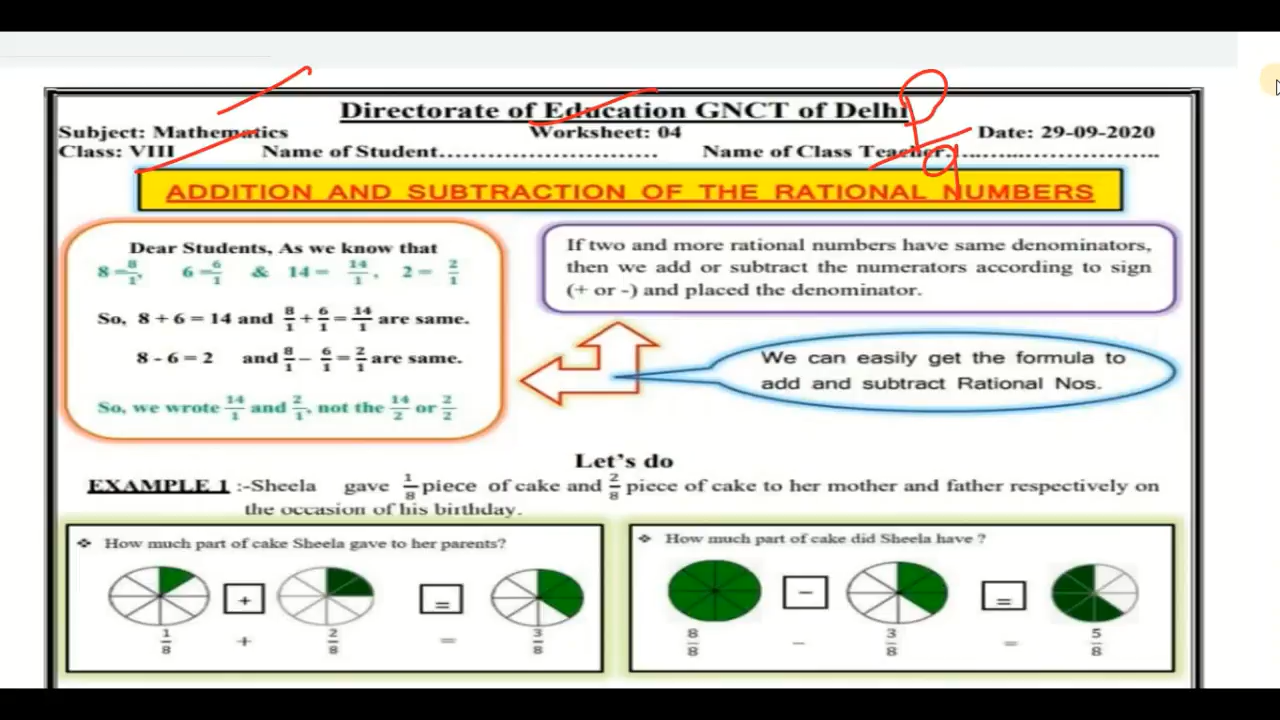 Directorate of Education GNCT of Delhi
Subject: Mathematics Worksheet: 04 Date: 29-09-2020
Class: VIII Name of Student............................ Name of Class Teacher...............................
p/q
ADDITION AND SUBTRACTION OF THE RATIONAL NUMBERS
Dear Students, As we know that
8 = 8/1, 6 = 6/1 & 14 = 14/1, 2 = 2/1
So, 8 + 6 = 14 and 8/1 + 6/1 = 14/1 are same.
8 - 6 = 2 and 8/1 − 6/1 = 2/1 are same.
So, we wrote 14/1 and 2/1, not the 14/2 or 2/2
If two and more rational numbers have same denominators,
then we add or subtract the numerators according to sign
(+ or -) and placed the denominator.
We can easily get the formula to
add and subtract Rational Nos.
Let's do
EXAMPLE 1 :-Sheela gave 1/8 piece of cake and 2/8 piece of cake to her mother and father respectively on
the occasion of his birthday.
❖ How much part of cake Sheela gave to her parents?
+ =
1/8 + 2/8 = 3/8
❖ How much part of cake did Sheela have ?
− =
8/8 − 3/8 = 5/8